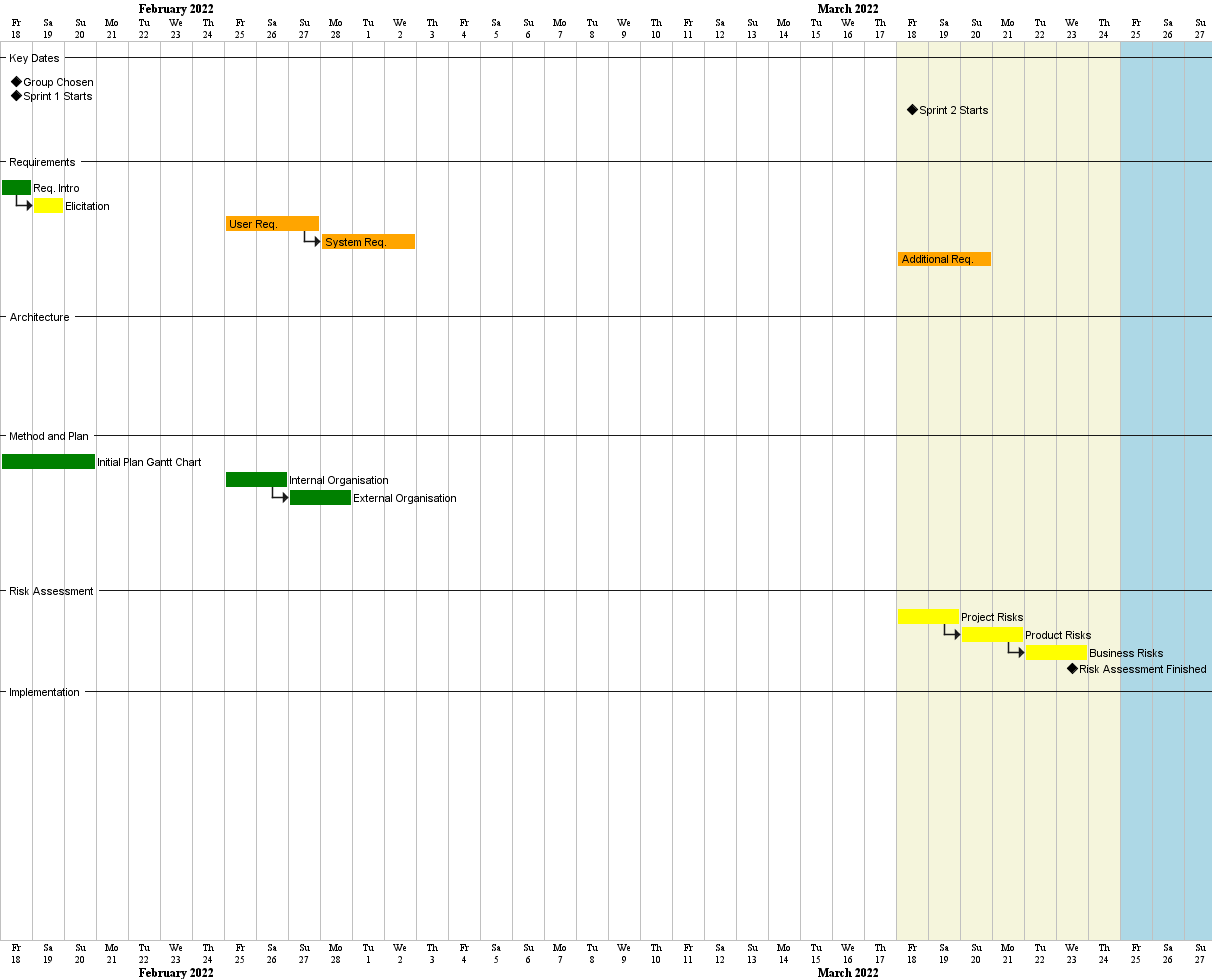 February 2022 March 2022
Fr Sa Su Mo Tu We Th Fr Sa Su Mo Tu We Th Fr Sa Su Mo Tu We Th Fr Sa Su Mo Tu We Th Fr Sa Su Mo Tu We Th Fr Sa Su
18 19 20 21 22 23 24 25 26 27 28 1 2 3 4 5 6 7 8 9 10 11 12 13 14 15 16 17 18 19 20 21 22 23 24 25 26 27
Key Dates
Group Chosen
Sprint 1 Starts
Sprint 2 Starts
Requirements
Req. Intro
Elicitation
User Req.
System Req.
Additional Req.
Architecture
Method and Plan
Initial Plan Gantt Chart
Internal Organisation
External Organisation
Risk Assessment
Project Risks
Product Risks
Business Risks
Risk Assessment Finished
Implementation
Fr Sa Su Mo Tu We Th Fr Sa Su Mo Tu We Th Fr Sa Su Mo Tu We Th Fr Sa Su Mo Tu We Th Fr Sa Su Mo Tu We Th Fr Sa Su
18 19 20 21 22 23 24 25 26 27 28 1 2 3 4 5 6 7 8 9 10 11 12 13 14 15 16 17 18 19 20 21 22 23 24 25 26 27
February 2022 March 2022